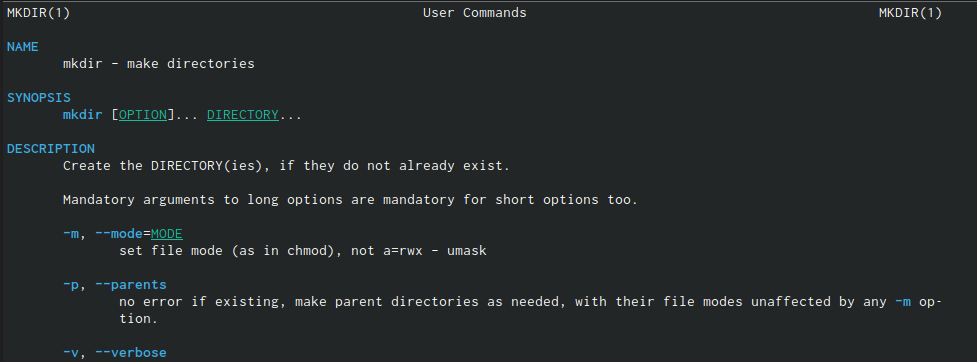 MKDIR(1) User Commands MKDIR(1)
NAME
mkdir - make directories
SYNOPSIS
mkdir [OPTION]... DIRECTORY...
DESCRIPTION
Create the DIRECTORY(ies), if they do not already exist.
Mandatory arguments to long options are mandatory for short options too.
-m, --mode=MODE
set file mode (as in chmod), not a=rwx - umask
-p, --parents
no error if existing, make parent directories as needed, with their file modes unaffected by any -m op-
tion.
-v, --verbose